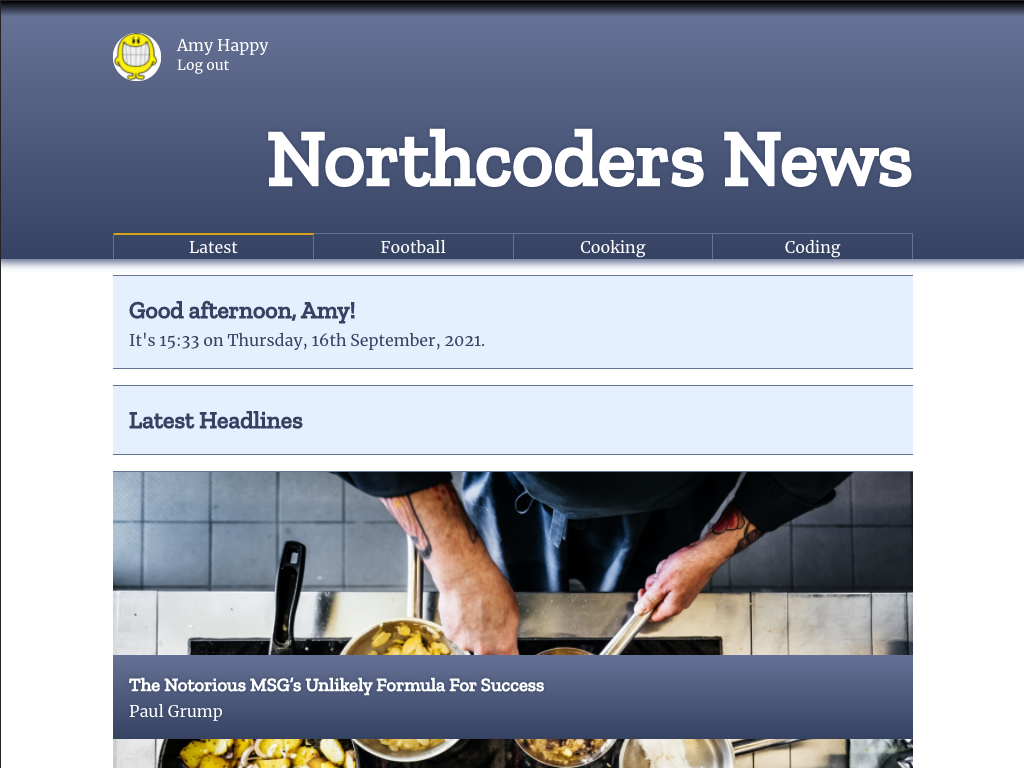 Amy Happy
Log out
Northcoders News
Latest
Football
Cooking
Coding
Good afternoon, Amy!
It's 15:33 on Thursday, 16th September, 2021.
Latest Headlines
The Notorious MSG’s Unlikely Formula For Success
Paul Grump